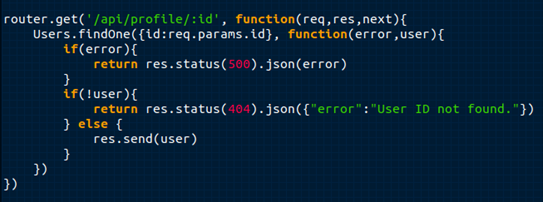 router.get('/api/profile/:id', function(req,res,next){
    Users.findOne({id:req.params.id}, function(error,user){
        if(error){
            return res.status(500).json(error)
        }
        if(!user){
            return res.status(404).json({"error":"User ID not found."})
        } else {
            res.send(user)
        }
    })
})